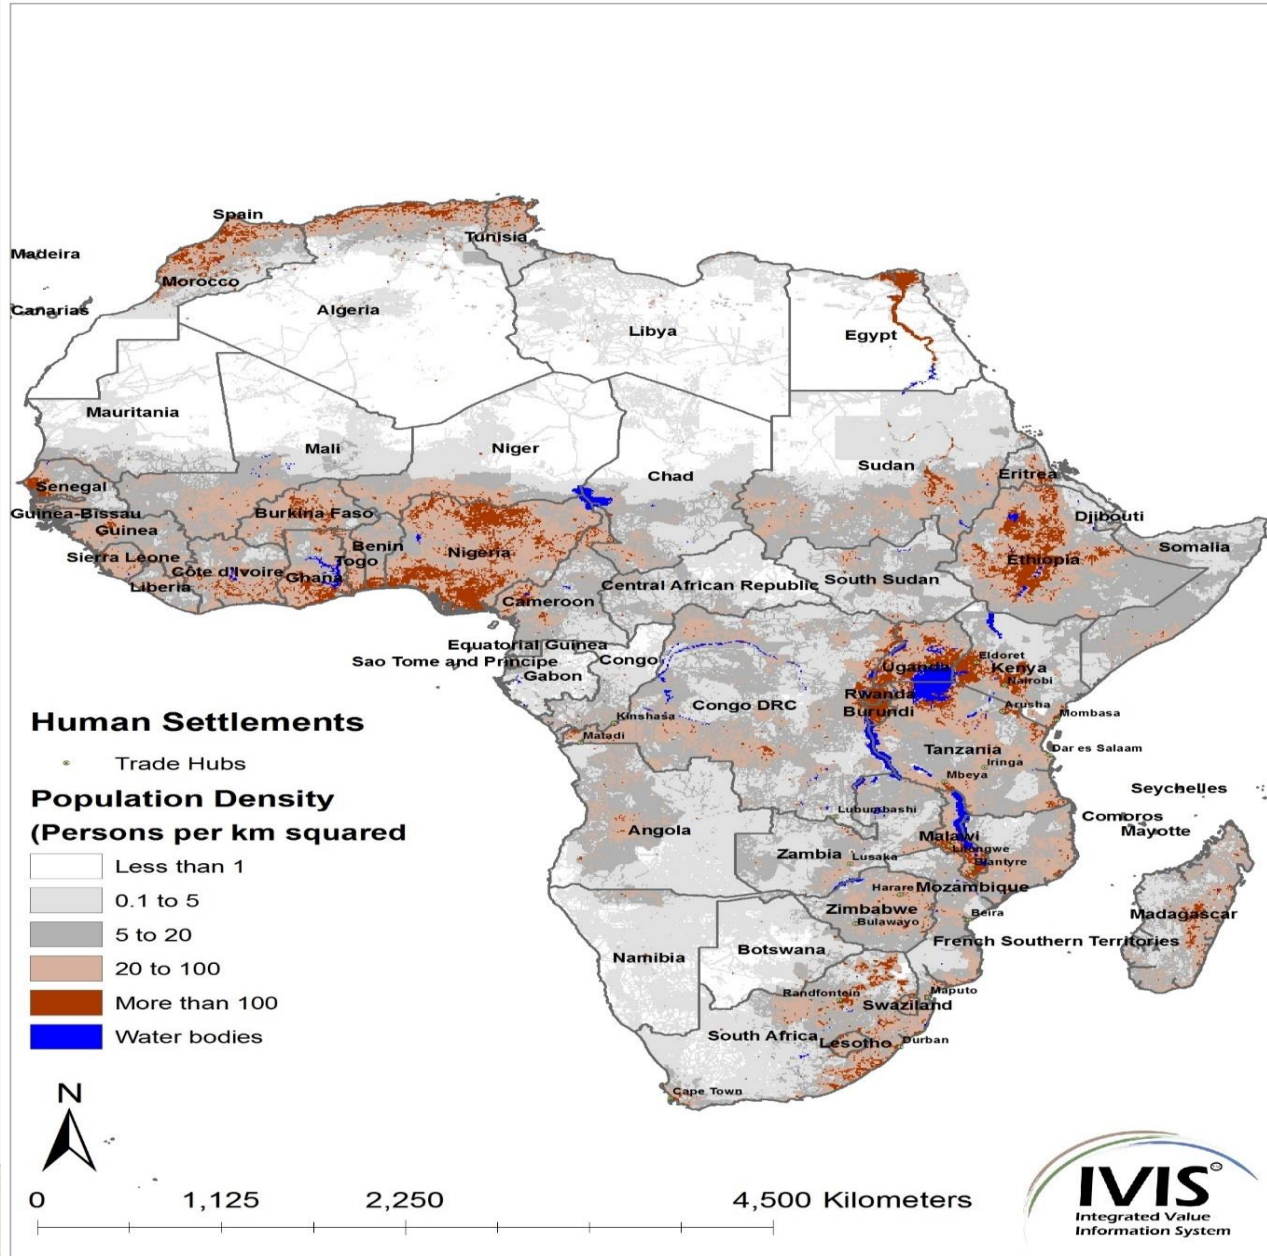 Spain
Madeira
Tunisia
Morocco
Canarias
Algeria
Libya
Egypt
Mauritania
Mali
Niger
Chad
Sudan
Eritrea
Senegal
Guinea-Bissau
Burkina Faso
Djibouti
Guinea
Benin
Nigeria
Somalia
Sierra Leone
Togo
Ethiopia
Côte d'Ivoire
Ghana
Liberia
Central African Republic
South Sudan
Cameroon
Equatorial Guinea
Sao Tome and Principe
Congo
Gabon
Uganda
Eldoret
Kenya
Nairobi
Rwanda
Burundi
Congo DRC
Arusha
Mombasa
Kinshasa
Matadi
Tanzania
Dar es Salaam
Iringa
Mbeya
Seychelles
Lubumbashi
Comoros
Mayotte
Angola
Malawi
Lilongwe
Blantyre
Zambia
Lusaka
Harare
Mozambique
Zimbabwe
Bulawayo
Beira
Madagascar
French Southern Territories
Botswana
Namibia
Randfontein
Maputo
Swaziland
South Africa
Lesotho
Durban
Cape Town
Human Settlements
Trade Hubs
Population Density
(Persons per km squared
Less than 1
0.1 to 5
5 to 20
20 to 100
More than 100
Water bodies
N
0 1,125 2,250 4,500 Kilometers
IVIS
Integrated Value
Information System